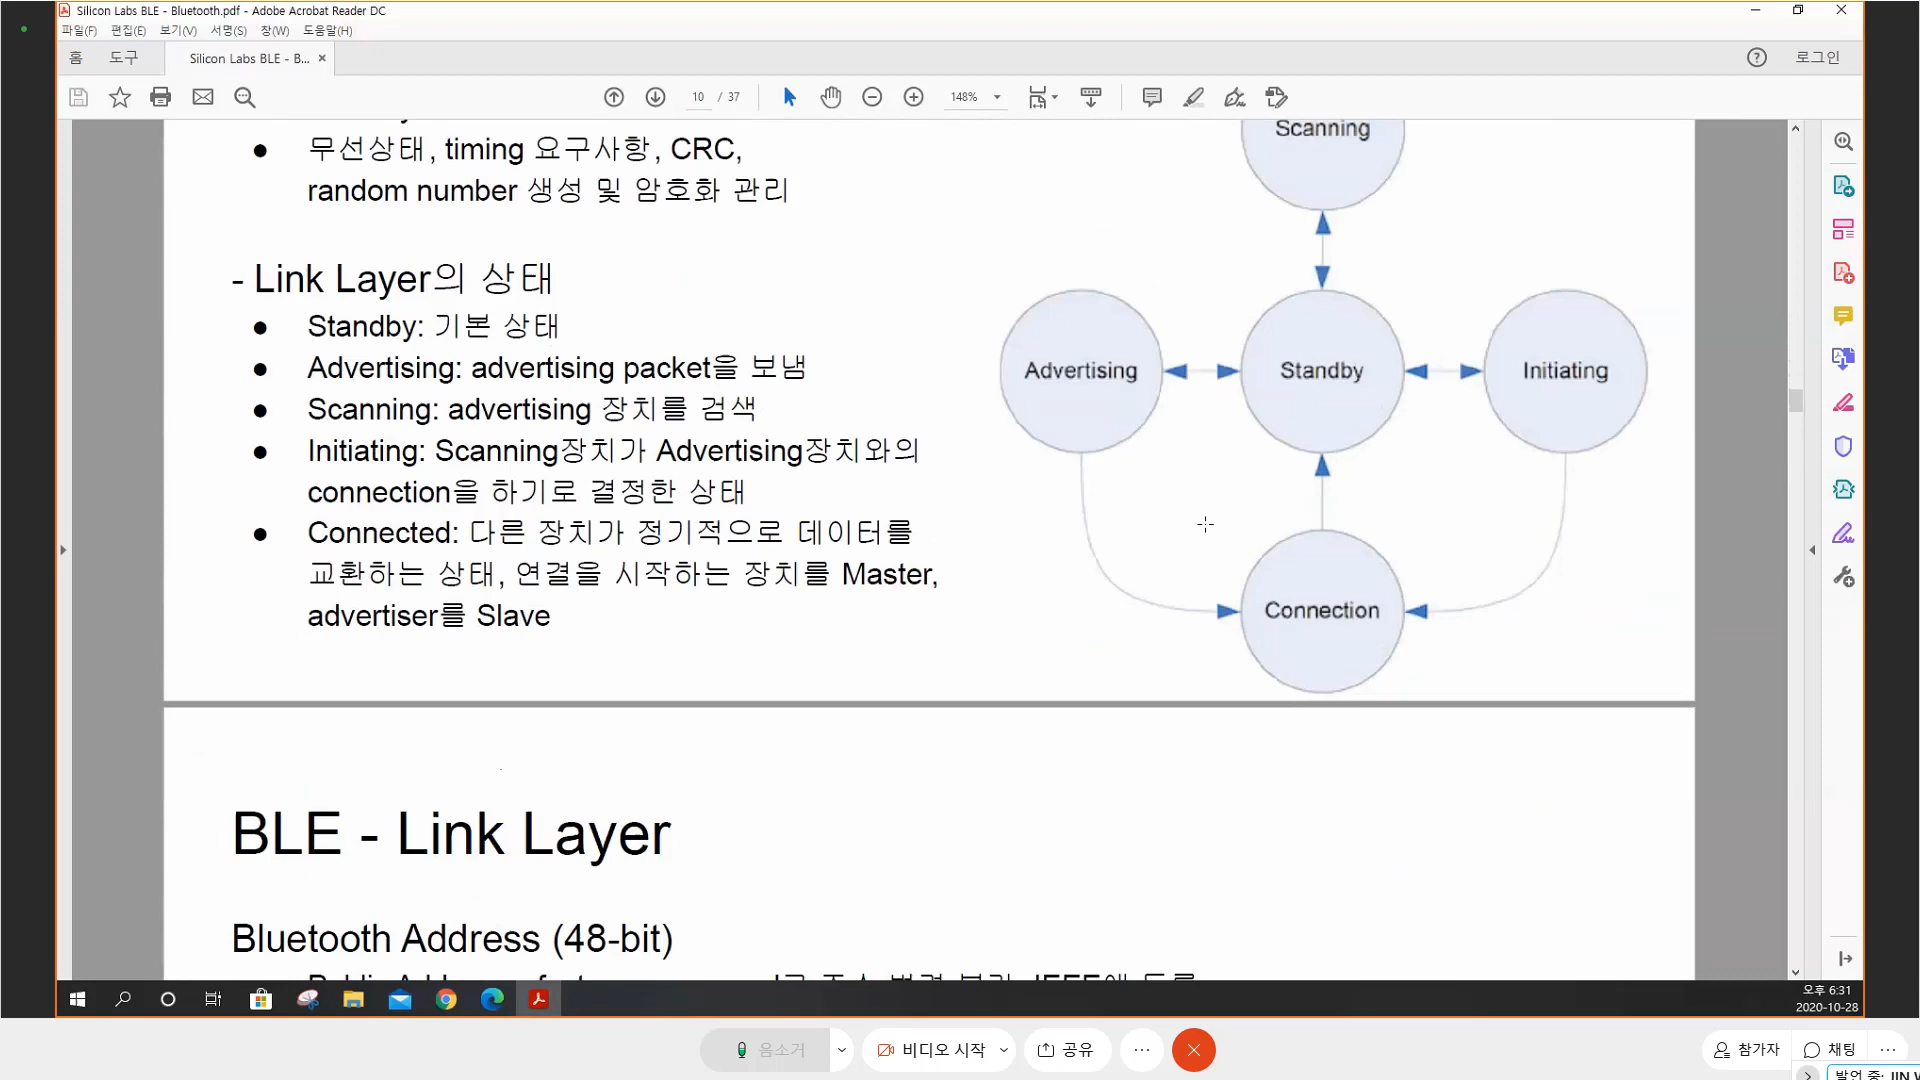 Silicon Labs BLE - Bluetooth.pdf - Adobe Acrobat Reader DC
파일(F) 편집(E) 보기(V) 서명(S) 창(W) 도움말(H)
홈 도구 Silicon Labs BLE - B... × 로그인
10 / 37 148%
● 무선상태, timing 요구사항, CRC,
random number 생성 및 암호화 관리
- Link Layer의 상태
● Standby: 기본 상태
● Advertising: advertising packet을 보냄
● Scanning: advertising 장치를 검색
● Initiating: Scanning장치가 Advertising장치와의
connection을 하기로 결정한 상태
● Connected: 다른 장치가 정기적으로 데이터를
교환하는 상태, 연결을 시작하는 장치를 Master,
advertiser를 Slave
Scanning
Advertising
Standby
Initiating
Connection
BLE - Link Layer
Bluetooth Address (48-bit)
오후 6:31
2020-10-28
음소거 비디오 시작 공유 참가자 채팅
발언 중: JIN